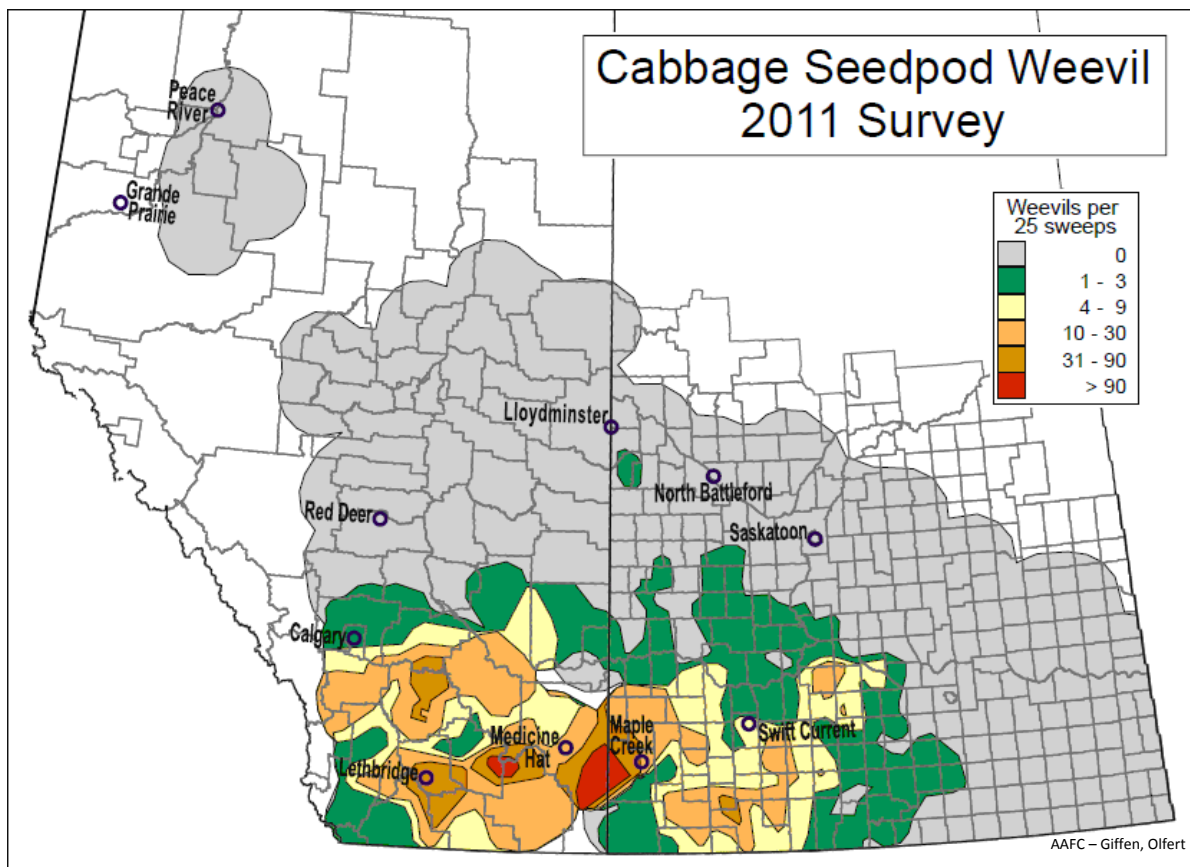 Cabbage Seedpod Weevil
2011 Survey
Peace
River
Grande
Prairie
Weevils per
25 sweeps
0
1 - 3
4 - 9
10 - 30
31 - 90
> 90
Lloydminster
North Battleford
Red Deer
Saskatoon
Calgary
Maple
Creek
Swift Current
Medicine
Hat
Lethbridge
AAFC – Giffen, Olfert